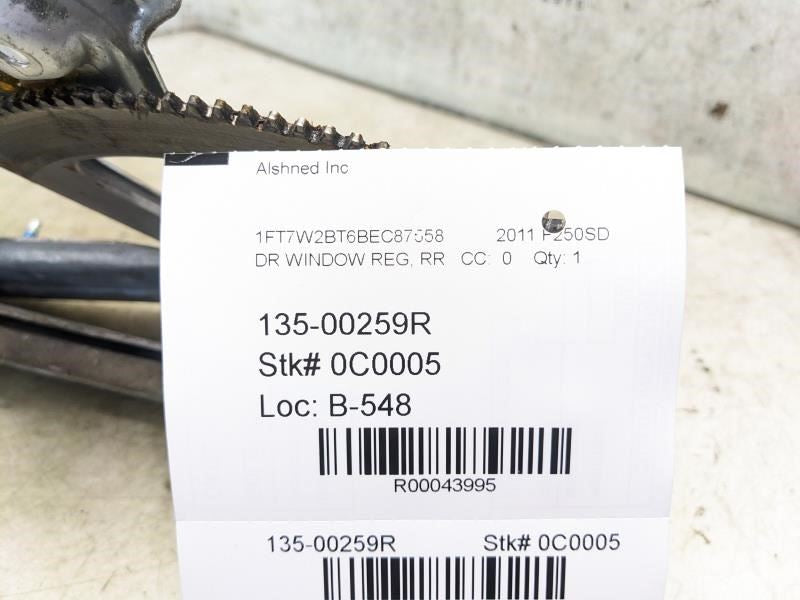 Alshned Inc
2011 F250SD
DR WINDOW REG, RR CC: 0 Qty: 1
135-00259R
Stk# 0C0005
Loc: B-548
R00043995
135-00259R Stk# 0C0005